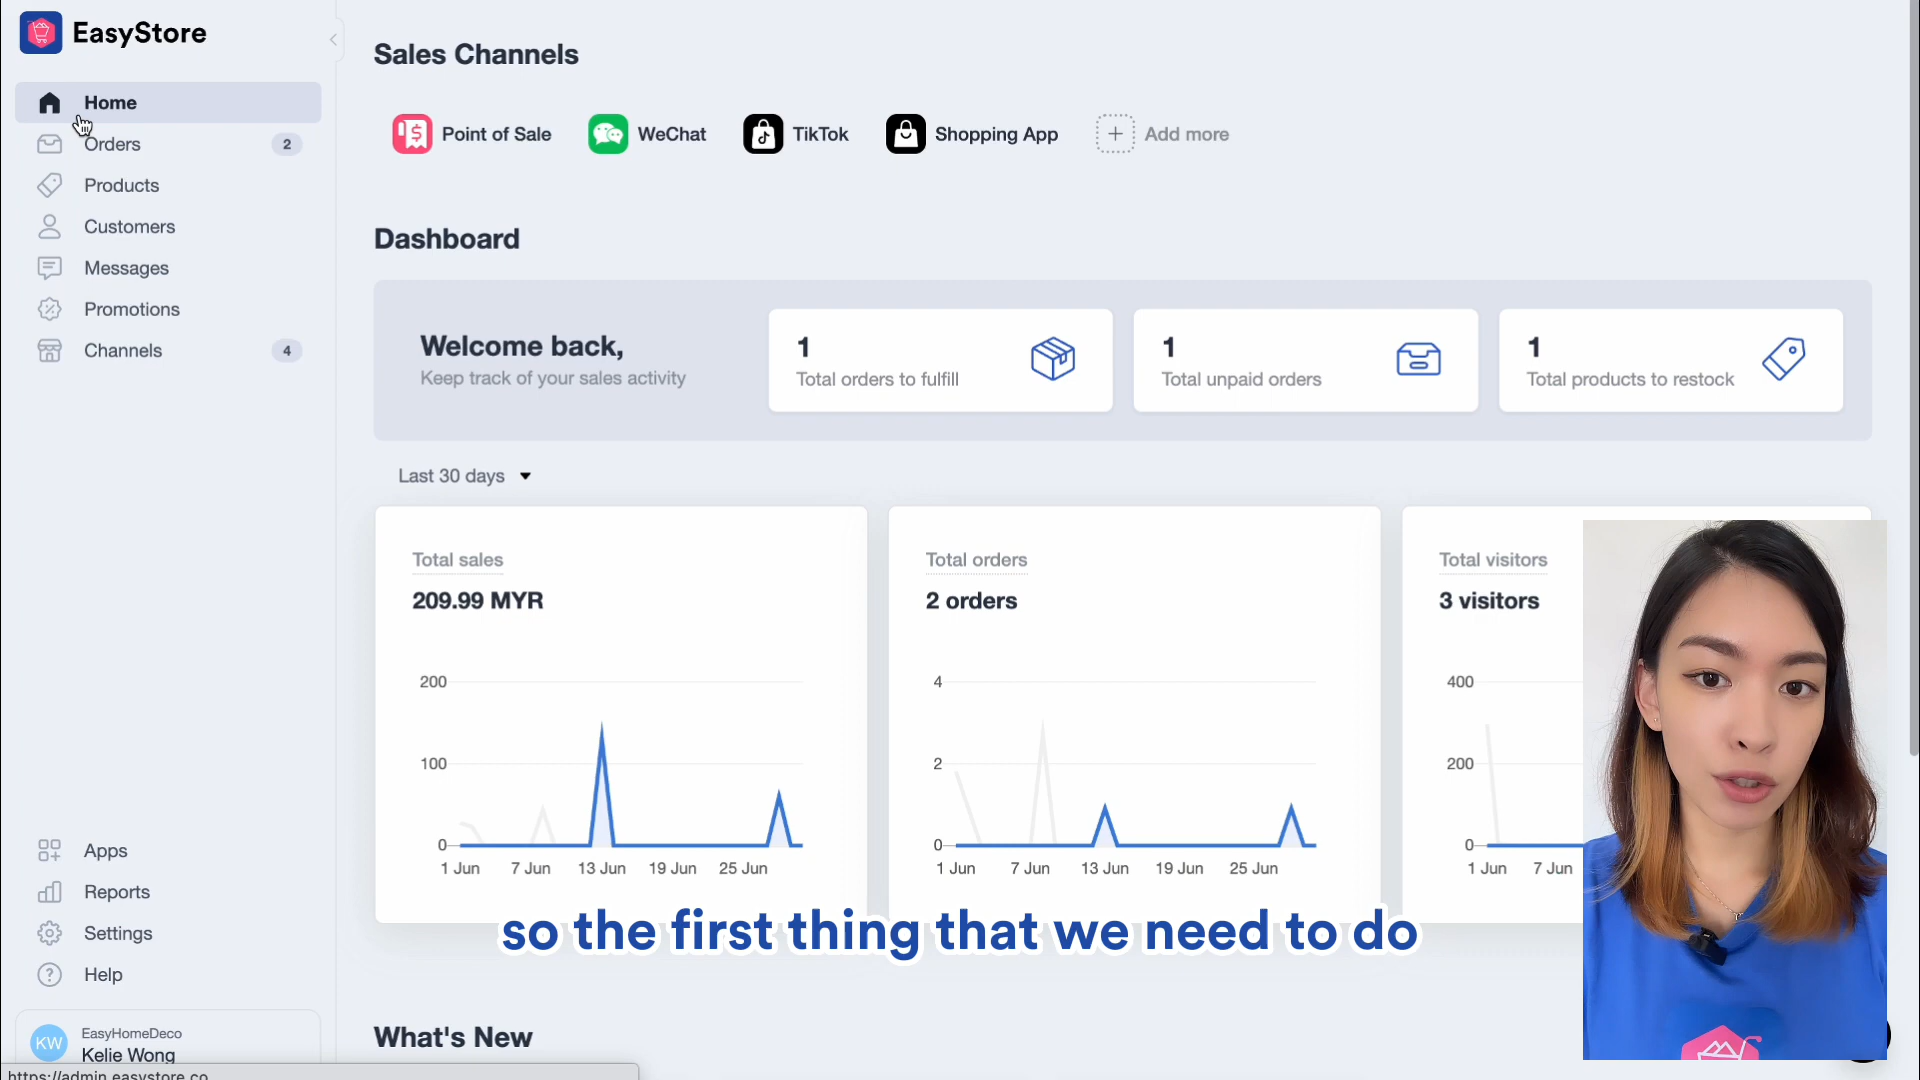 EasyStore
Home
Orders 2
Products
Customers
Messages
Promotions
Channels 4
Apps
Reports
Settings
Help
KW
EasyHomeDeco
Kelie Wong
https://admin.easystore.co
Sales Channels
Point of Sale
WeChat
TikTok
Shopping App
Add more
Dashboard
Welcome back,
Keep track of your sales activity
1
Total orders to fulfill
1
Total unpaid orders
1
Total products to restock
Last 30 days
Total sales
209.99 MYR
200
100
0
1 Jun 7 Jun 13 Jun 19 Jun 25 Jun
Total orders
2 orders
4
2
0
1 Jun 7 Jun 13 Jun 19 Jun 25 Jun
Total visitors
3 visitors
400
200
0
1 Jun 7 Jun
so the first thing that we need to do
What's New